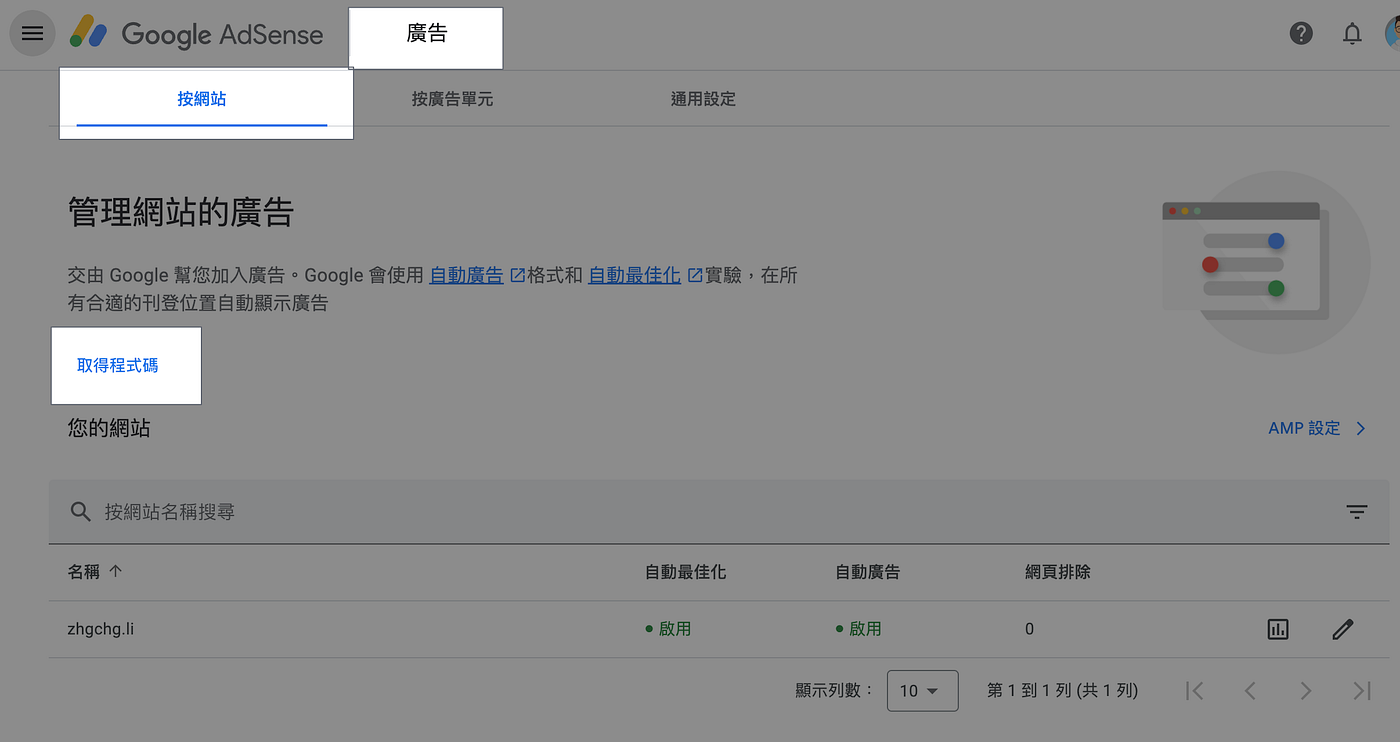 Google AdSense 廣告
按網站 按廣告單元 通用設定
管理網站的廣告
交由 Google 幫您加入廣告。Google 會使用 自動廣告 格式和 自動最佳化 實驗，在所
有合適的刊登位置自動顯示廣告
取得程式碼
您的網站 AMP 設定
按網站名稱搜尋
名稱 自動最佳化 自動廣告 網頁排除
zhgchg.li 啟用 啟用 0
顯示列數： 10 第 1 到 1 列 (共 1 列)